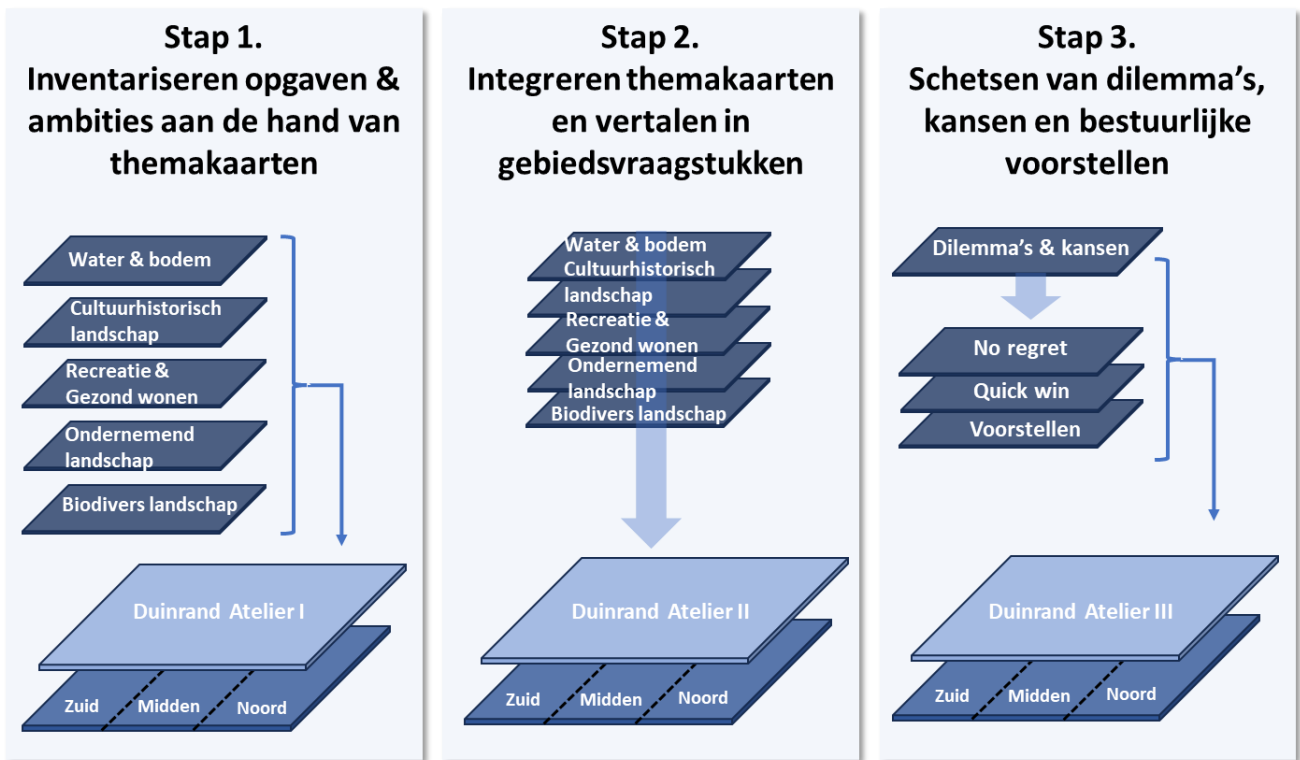 Stap 1.
Inventariseren opgaven &
ambities aan de hand van
themakaarten
Water & bodem
Cultuurhistorisch
landschap
Recreatie &
Gezond wonen
Ondernemend
landschap
Biodivers landschap
Duinrand Atelier I
Zuid
Midden
Noord
Stap 2.
Integreren themakaarten
en vertalen in
gebiedsvraagstukken
Water & bodem
Cultuurhistorisch
landschap
Recreatie &
Gezond wonen
Ondernemend
landschap
Biodivers landschap
Duinrand Atelier II
Zuid
Midden
Noord
Stap 3.
Schetsen van dilemma's,
kansen en bestuurlijke
voorstellen
Dilemma's & kansen
No regret
Quick win
Voorstellen
Duinrand Atelier III
Zuid
Midden
Noord